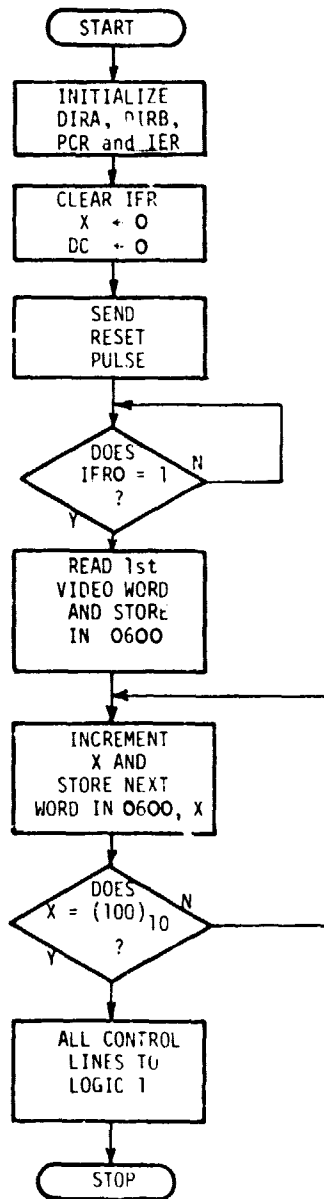 START
INITIALIZE
DIRA, DIRB,
PCR and IER
CLEAR IFR
X ← 0
DC ← 0
SEND
RESET
PULSE
DOES
IFRO = 1
?
N
Y
READ 1st
VIDEO WORD
AND STORE
IN 0600
INCREMENT
X AND
STORE NEXT
WORD IN 0600, X
DOES
X = (100)10
?
N
Y
ALL CONTROL
LINES TO
LOGIC 1
STOP